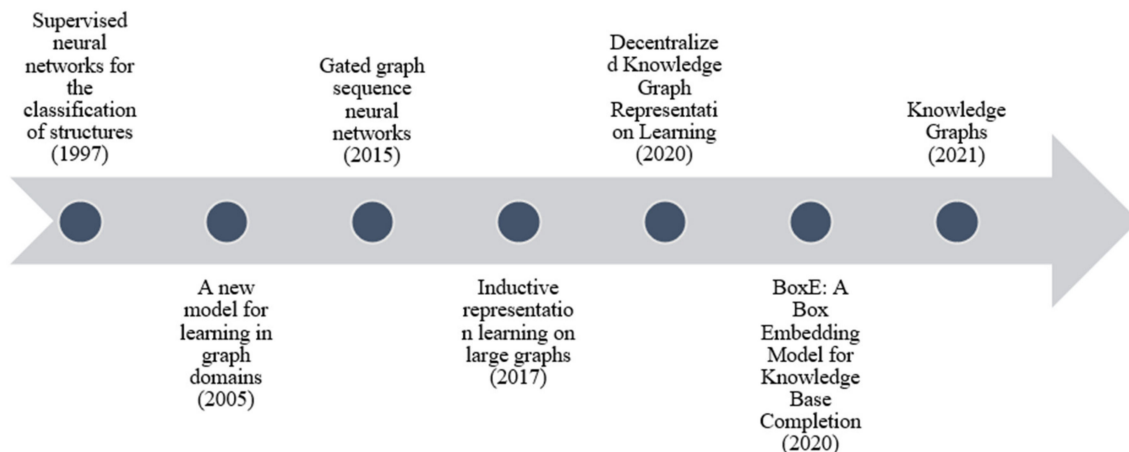 Supervised
neural
networks for
the
classification
of structures
(1997)
A new
model for
learning in
graph
domains
(2005)
Gated graph
sequence
neural
networks
(2015)
Inductive
representatio
n learning on
large graphs
(2017)
Decentralize
d Knowledge
Graph
Representati
on Learning
(2020)
BoxE: A
Box
Embedding
Model for
Knowledge
Base
Completion
(2020)
Knowledge
Graphs
(2021)